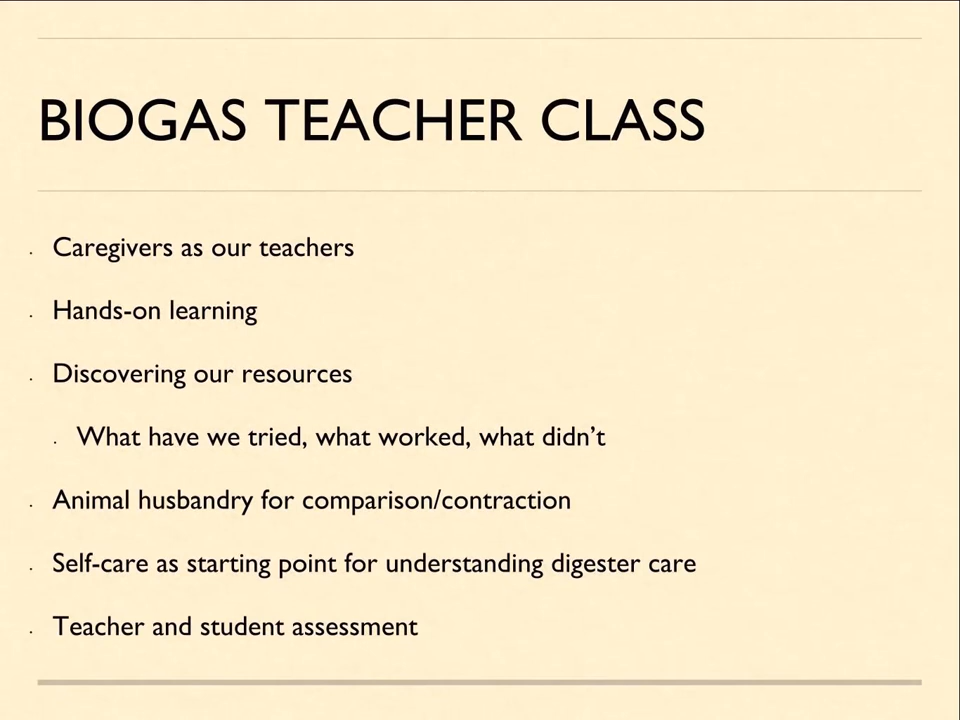 BIOGAS TEACHER CLASS
· Caregivers as our teachers
· Hands-on learning
· Discovering our resources
· What have we tried, what worked, what didn’t
· Animal husbandry for comparison/contraction
· Self-care as starting point for understanding digester care
· Teacher and student assessment